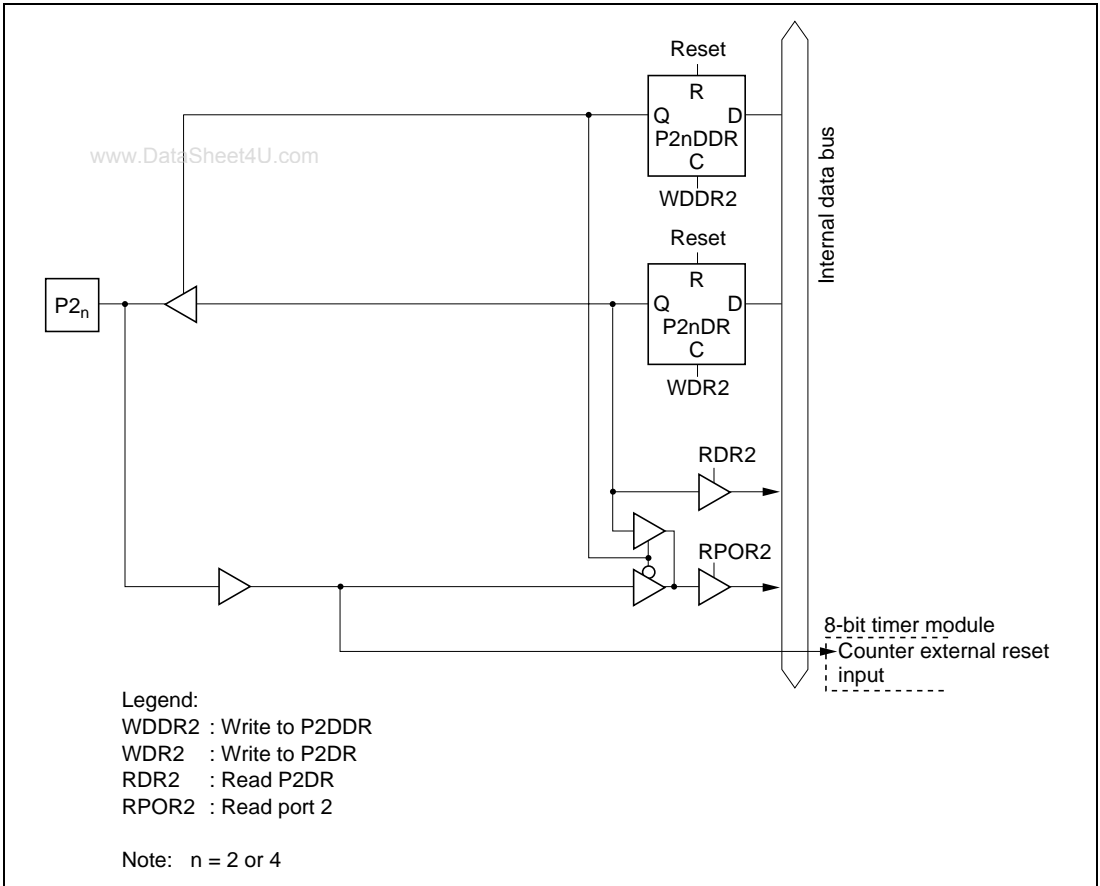 Reset
R
Q D
P2nDDR
C
WDDR2
www.DataSheet4U.com
Internal data bus
Reset
R
Q D
P2nDR
C
WDR2
P2n
RDR2
RPOR2
8-bit timer module
Counter external reset
input
Legend:
WDDR2 : Write to P2DDR
WDR2 : Write to P2DR
RDR2 : Read P2DR
RPOR2 : Read port 2
Note: n = 2 or 4